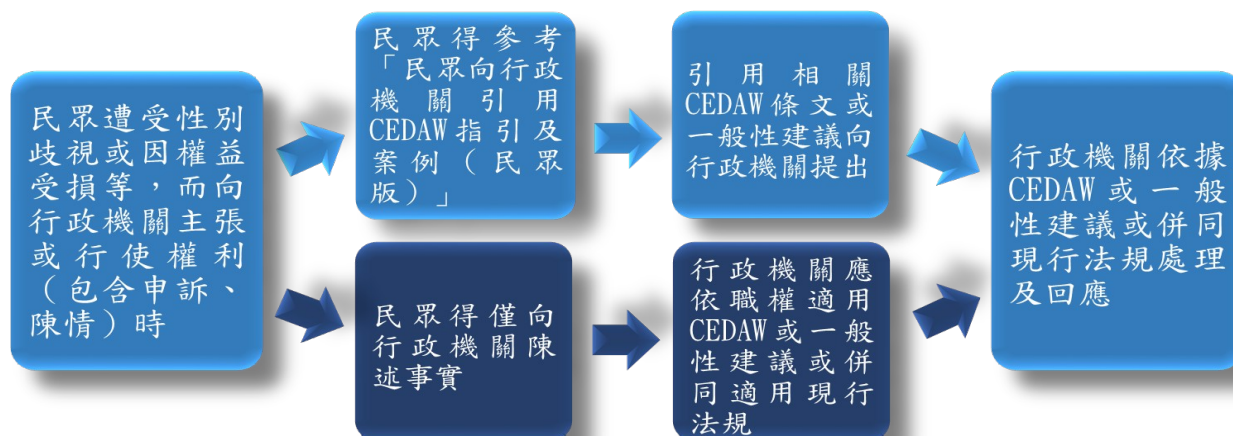 民眾遭受性別
歧視或因權益
受損等，而向
行政機關主張
或行使權利
（包含申訴、
陳情）時
民眾得參考
「民眾向行政
機關引用
CEDAW指引及
案例（民眾
版）」
引用相關
CEDAW條文或
一般性建議向
行政機關提出
民眾得僅向
行政機關陳
述事實
行政機關應
依職權適用
CEDAW或一般
性建議或併
同適用現行
法規
行政機關依據
CEDAW或一般
性建議或併同
現行法規處理
及回應